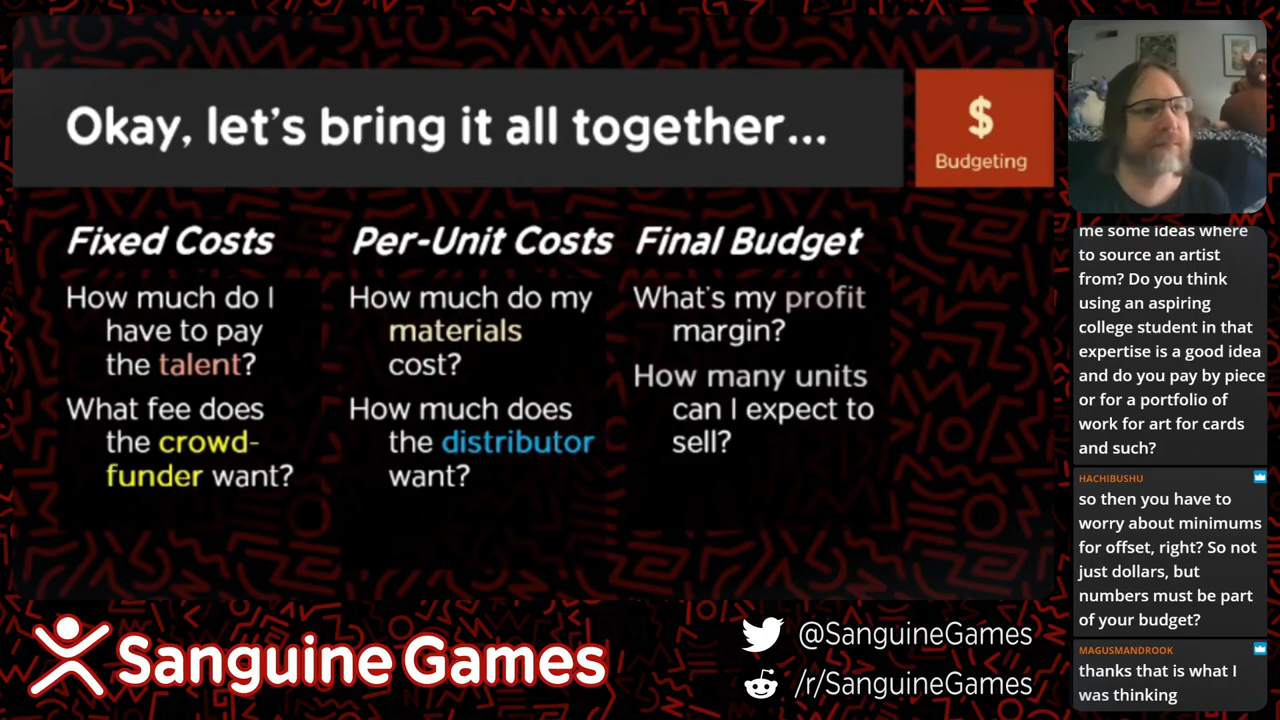 Okay, let's bring it all together...
$
Budgeting
Fixed Costs
How much do I
have to pay
the talent?
What fee does
the crowd-
funder want?
Per-Unit Costs
How much do my
materials
cost?
How much does
the distributor
want?
Final Budget
What's my profit
margin?
How many units
can I expect to
sell?
me some ideas where
to source an artist
from? Do you think
using an aspiring
college student in that
expertise is a good idea
and do you pay by piece
or for a portfolio of
work for art for cards
and such?
HACHIBUSHU
so then you have to
worry about minimums
for offset, right? So not
just dollars, but
numbers must be part
of your budget?
MAGUSMANDROOK
thanks that is what I
was thinking
Sanguine Games
@SanguineGames
/r/SanguineGames